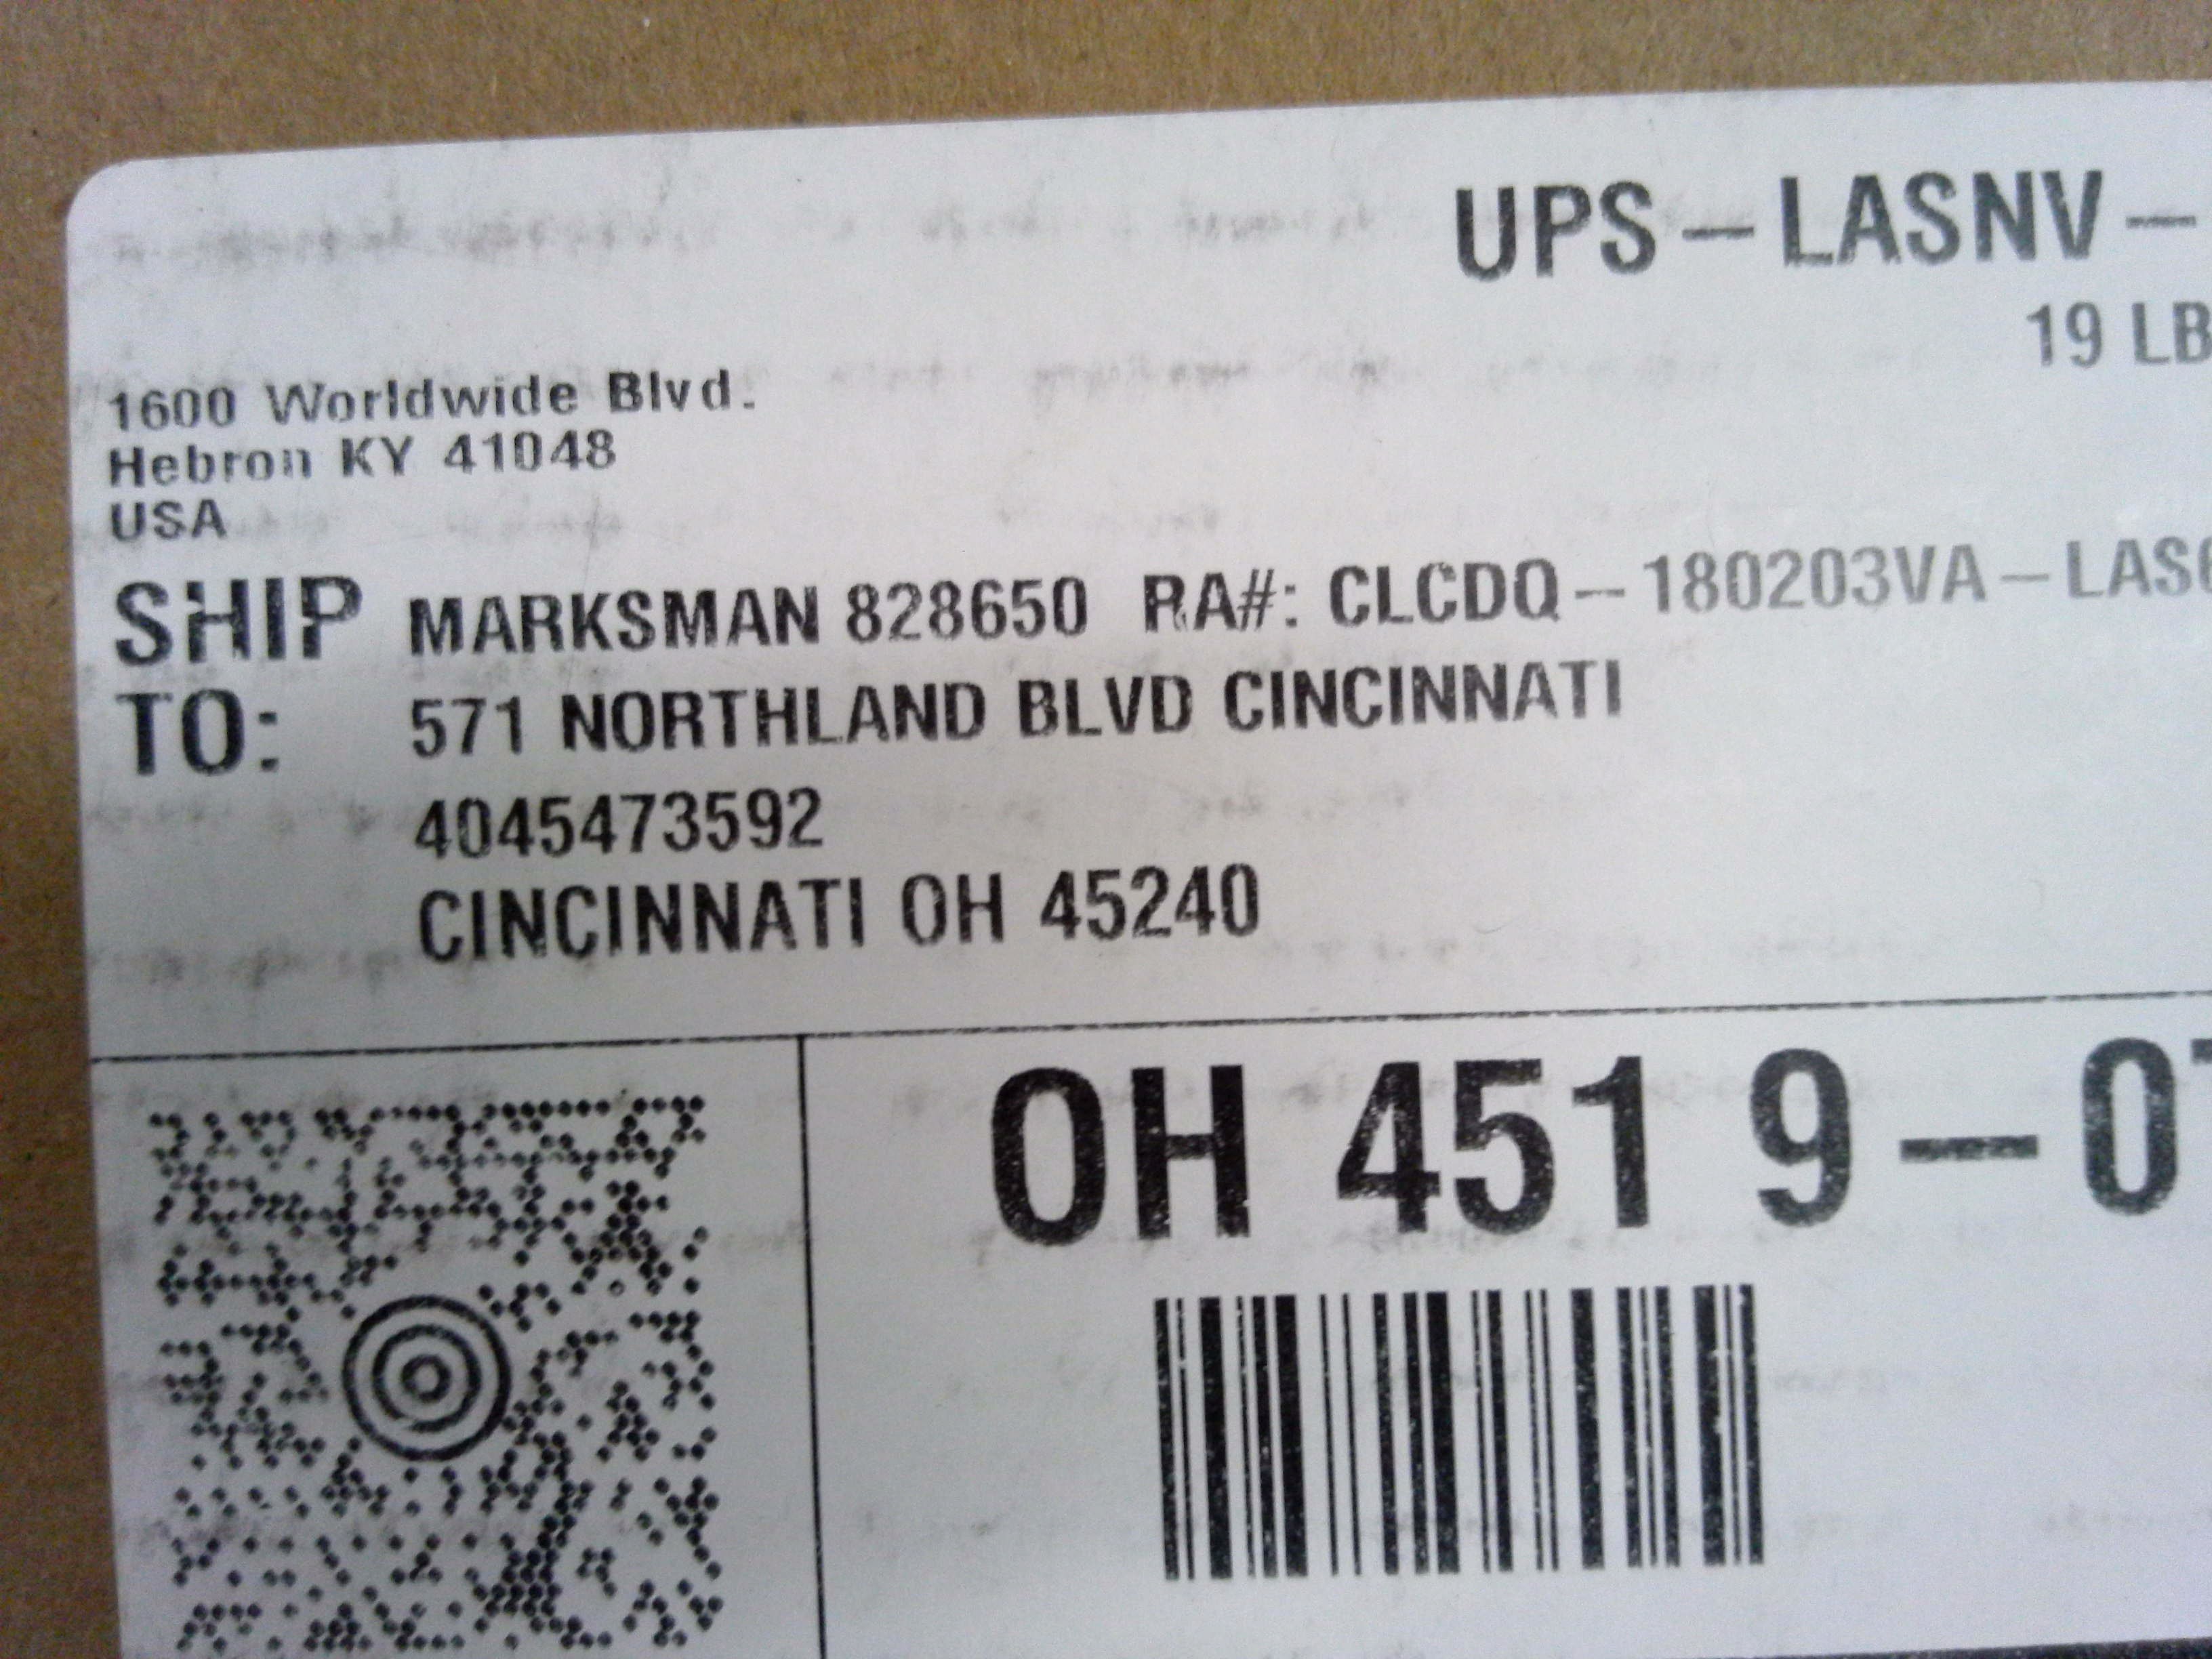 UPS-LASNV-
19 LB
1600 Worldwide Blvd.
Hebron KY 41048
USA
SHIP TO: MARKSMAN 828650 RA#: CLCDQ-180203VA-LAS6
571 NORTHLAND BLVD CINCINNATI
4045473592
CINCINNATI OH 45240
OH 451 9-0